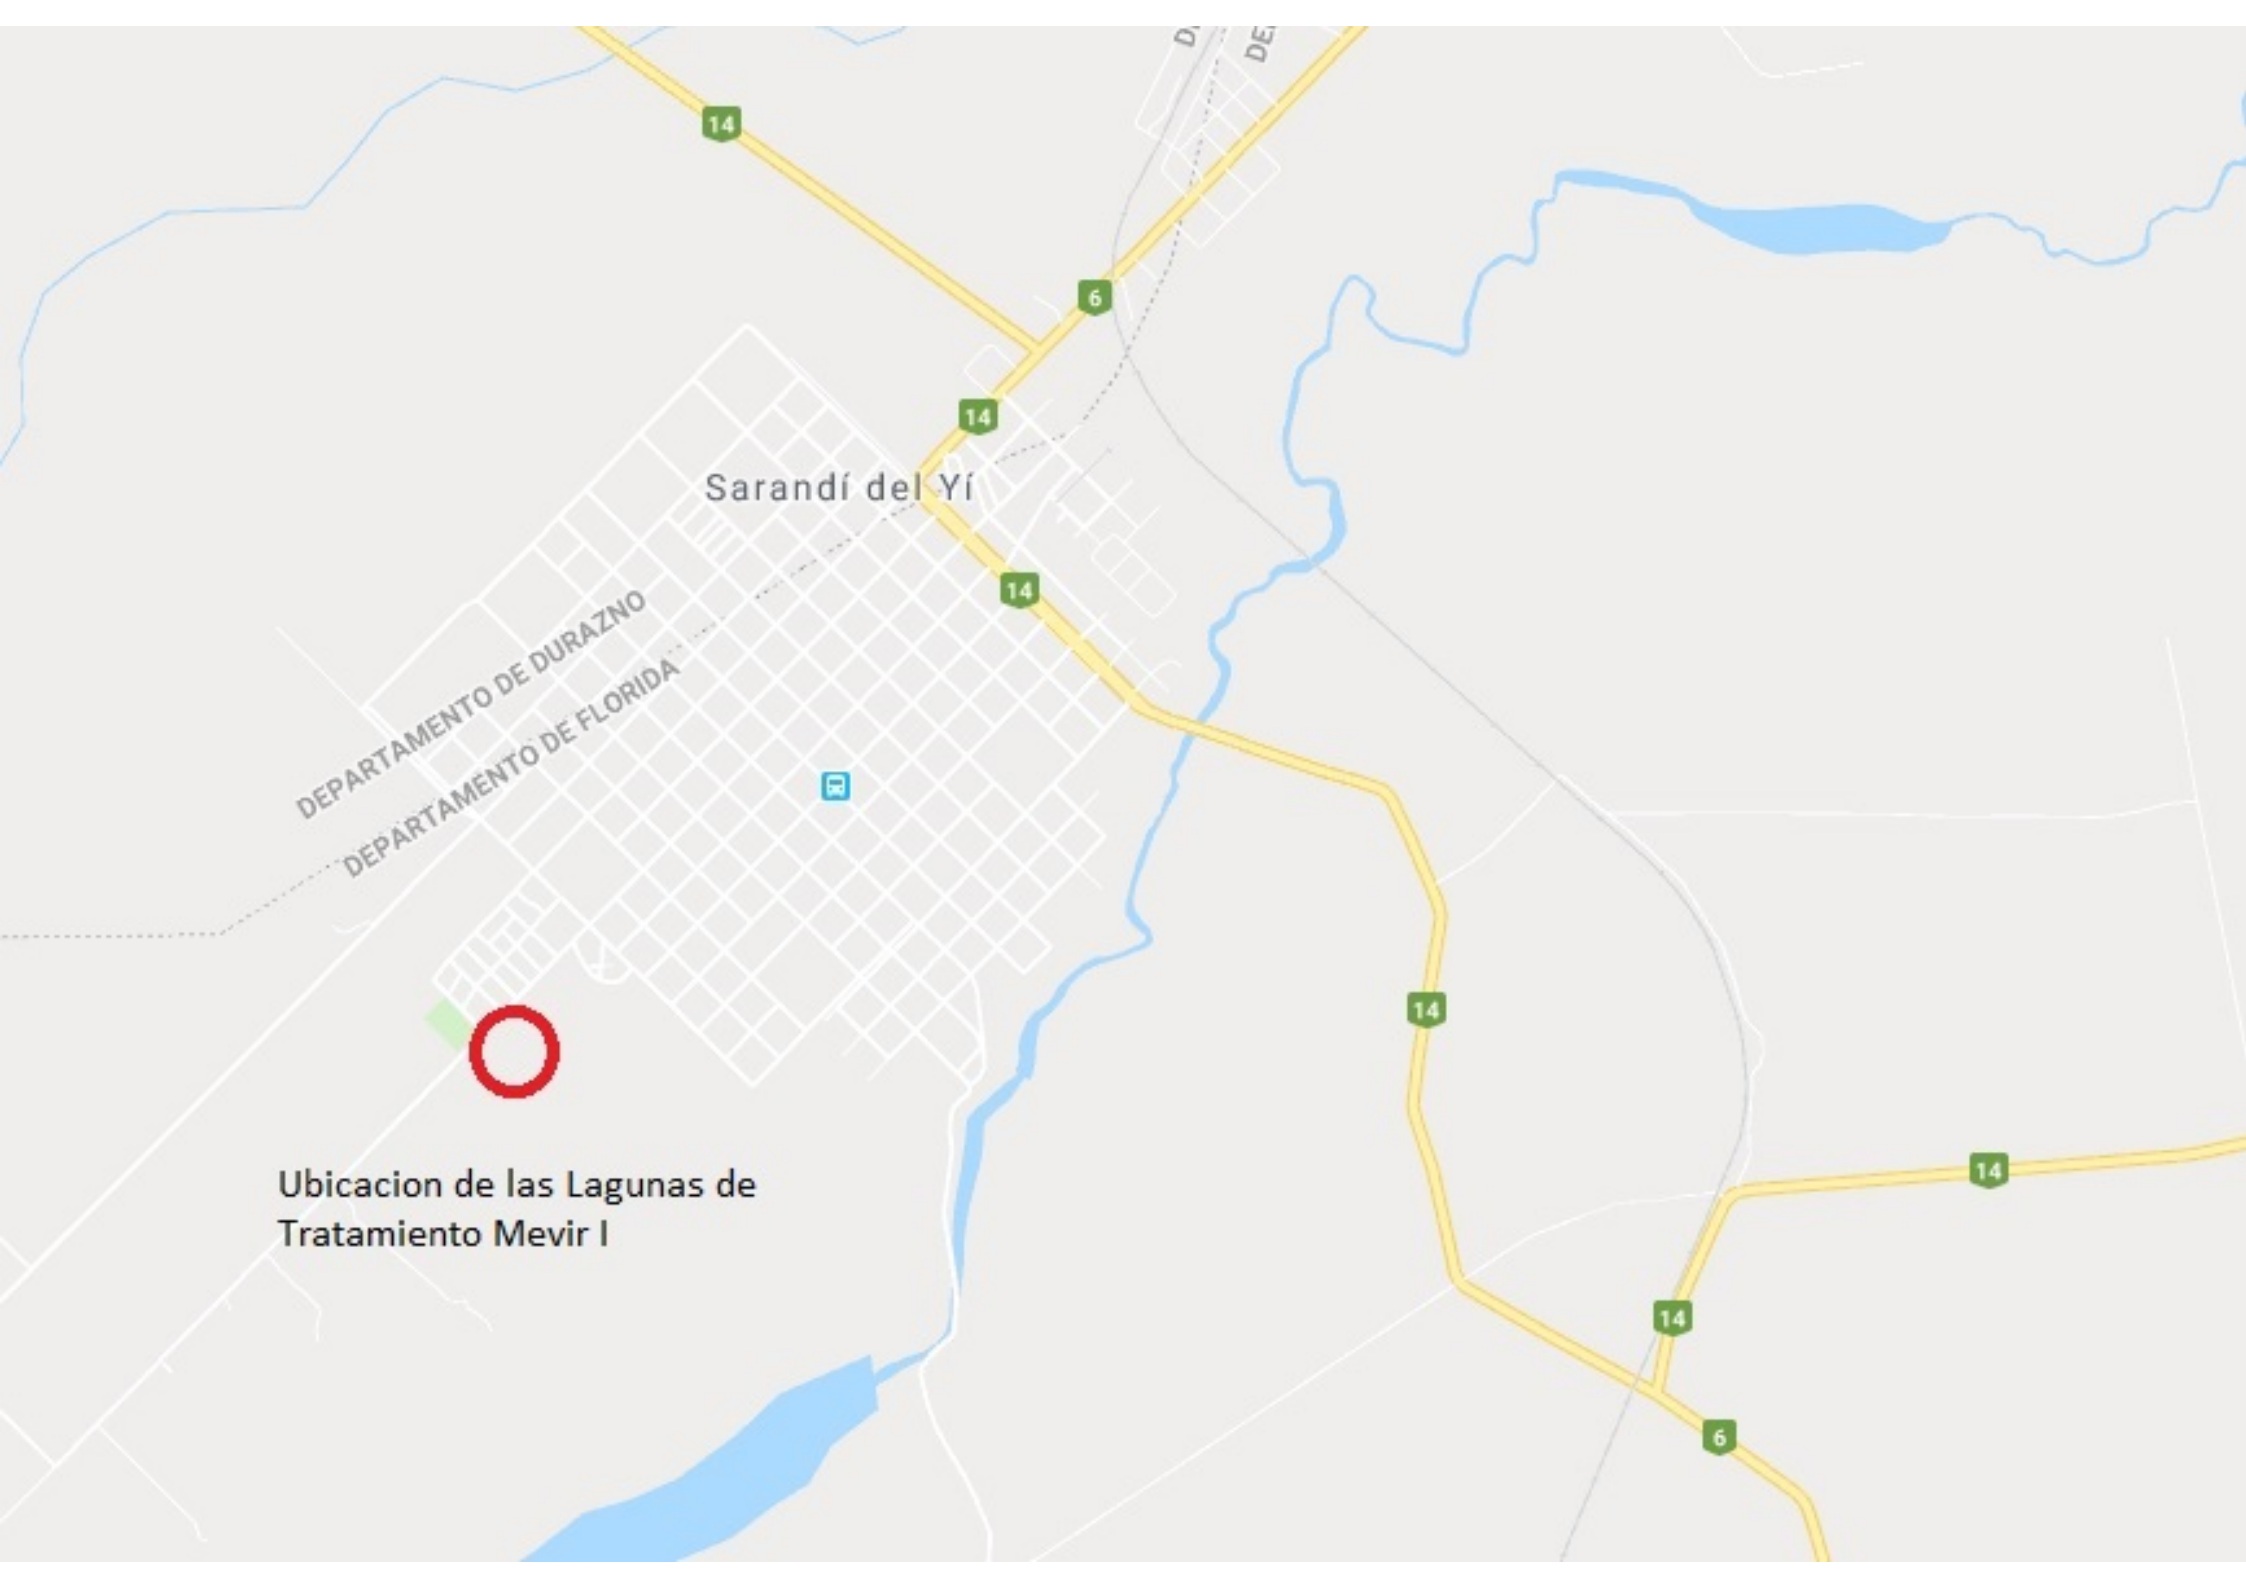 DE
14
6
14
Sarandí del Yí
14
DEPARTAMENTO DE DURAZNO
DEPARTAMENTO DE FLORIDA
14
14
Ubicacion de las Lagunas de
Tratamiento Mevir I
14
6